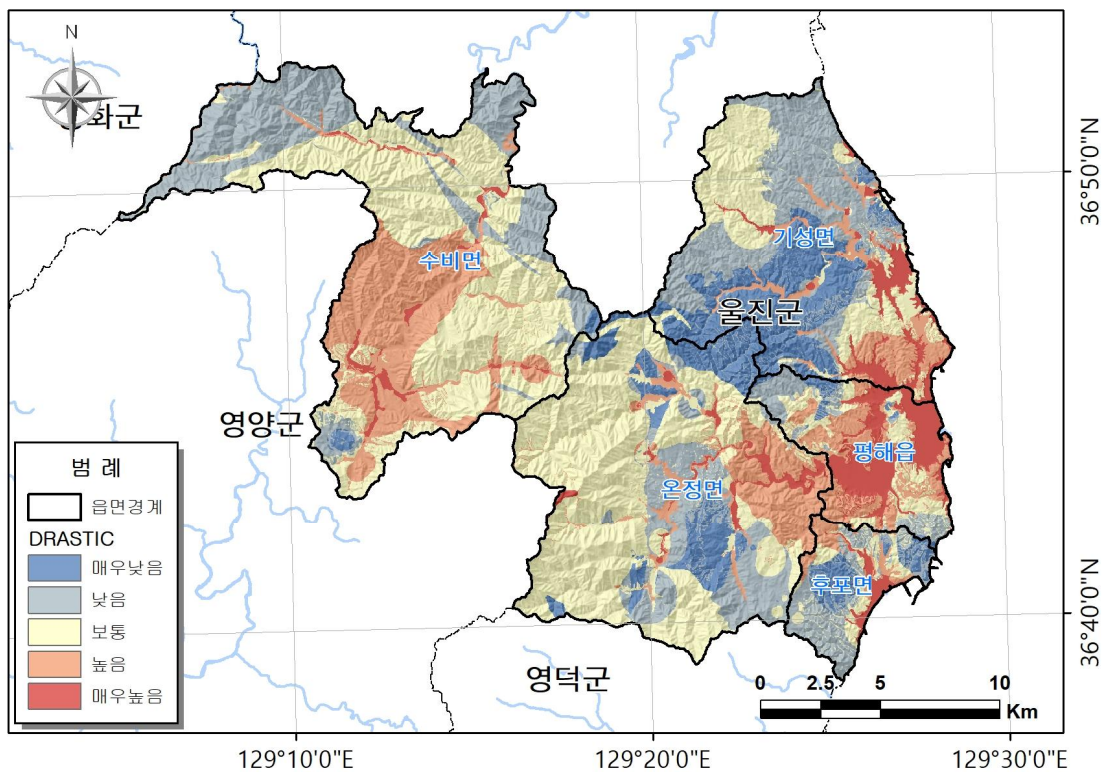 N
화군
36°50'0"N
수비면
기성면
울진군
영양군
평해읍
온정면
후포면
36°40'0"N
영덕군
범 례
읍면경계
DRASTIC
매우낮음
낮음
보통
높음
매우높음
0 2.5 5 10
Km
129°10'0"E
129°20'0"E
129°30'0"E